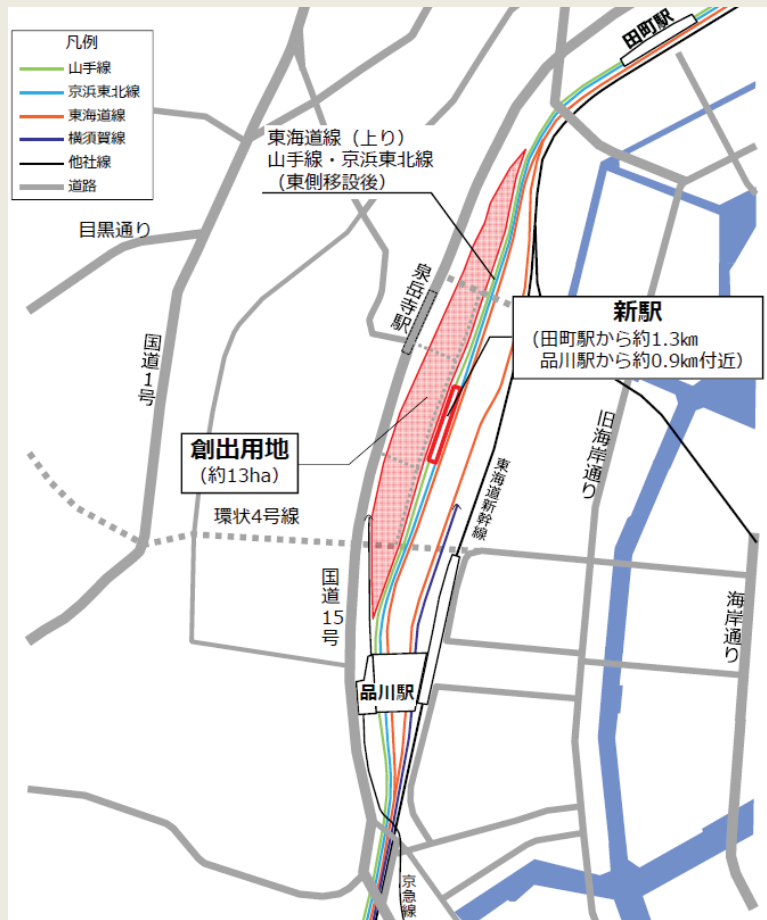 凡例
山手線
京浜東北線
東海道線
横須賀線
他社線
道路
田町駅
東海道線（上り）
山手線・京浜東北線
（東側移設後）
目黒通り
泉岳寺駅
新駅
（田町駅から約1.3㎞
品川駅から約0.9㎞付近）
国道1号
創出用地
（約13ha）
旧海岸通り
東海道新幹線
環状4号線
国道15号
海岸通り
品川駅
京急線